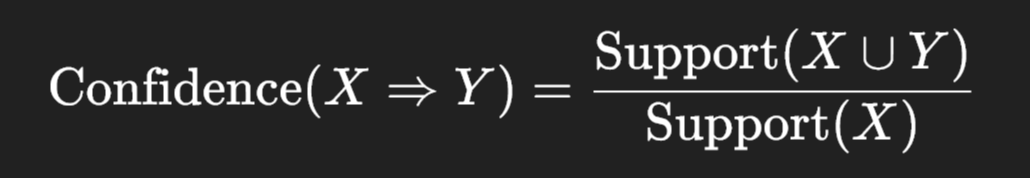 Confidence(X ⇒ Y) = Support(X ∪ Y) / Support(X)